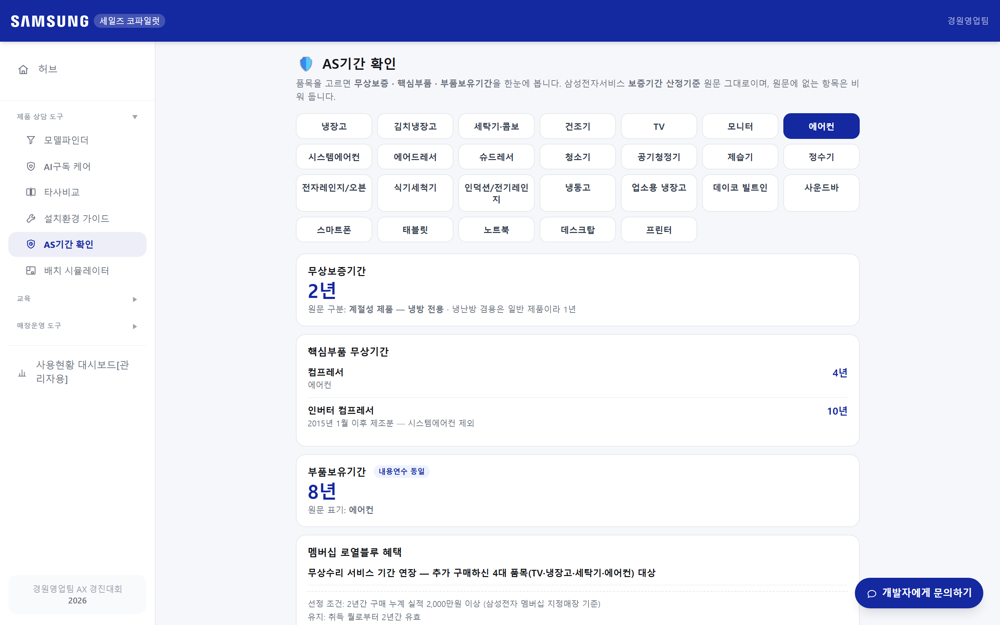 SAMSUNG 세일즈 코파일럿
경원영업팀
허브
제품 상담 도구
모델파인더
AI구독 케어
타사비교
설치환경 가이드
AS기간 확인
배치 시뮬레이터
교육
매장운영 도구
사용현황 대시보드[관
리자용]
경원영업팀 AX 경진대회
2026
AS기간 확인
품목을 고르면 무상보증 · 핵심부품 · 부품보유기간을 한눈에 봅니다. 삼성전자서비스 보증기간 산정기준 원문 그대로이며, 원문에 없는 항목은 비
워 둡니다.
냉장고 김치냉장고 세탁기·콤보 건조기 TV 모니터 에어컨
시스템에어컨 에어드레서 슈드레서 청소기 공기청정기 제습기 정수기
전자레인지/오븐 식기세척기 인덕션/전기레인
지 냉동고 업소용 냉장고 데이코 빌트인 사운드바
스마트폰 태블릿 노트북 데스크탑 프린터
무상보증기간
2년
원문 구분: 계절성 제품 — 냉방 전용 · 냉난방 겸용은 일반 제품이라 1년
핵심부품 무상기간
컴프레서 4년
에어컨
인버터 컴프레서 10년
2015년 1월 이후 제조분 — 시스템에어컨 제외
부품보유기간 내용연수 동일
8년
원문 표기: 에어컨
멤버십 로열블루 혜택
무상수리 서비스 기간 연장 — 추가 구매하신 4대 품목(TV·냉장고·세탁기·에어컨) 대상
선정 조건: 2년간 구매 누계 실적 2,000만원 이상 (삼성전자 멤버십 지정매장 기준)
유지: 취득 월로부터 2년간 유효
개발자에게 문의하기